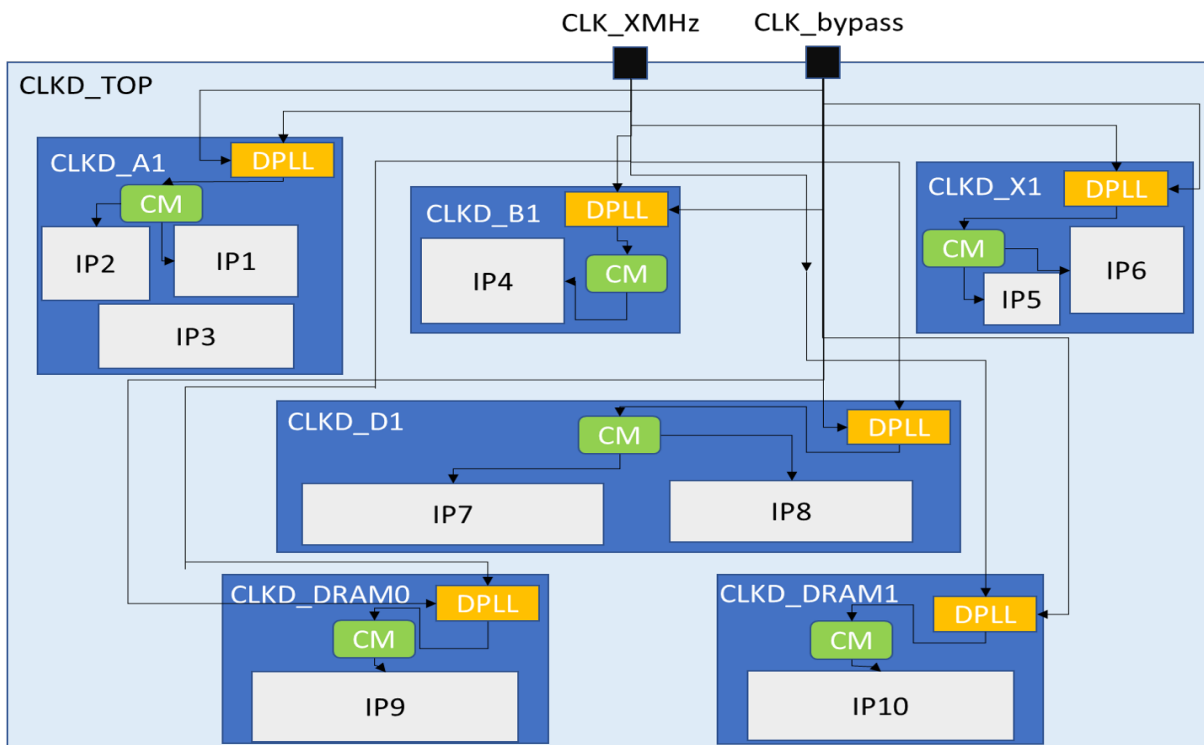 CLK_XMHz
CLK_bypass
CLKD_TOP
CLKD_A1
DPLL
CM
IP2
IP1
IP3
CLKD_B1
DPLL
CM
IP4
CLKD_X1
DPLL
CM
IP5
IP6
CLKD_D1
CM
DPLL
IP7
IP8
CLKD_DRAM0
DPLL
CM
IP9
CLKD_DRAM1
DPLL
CM
IP10